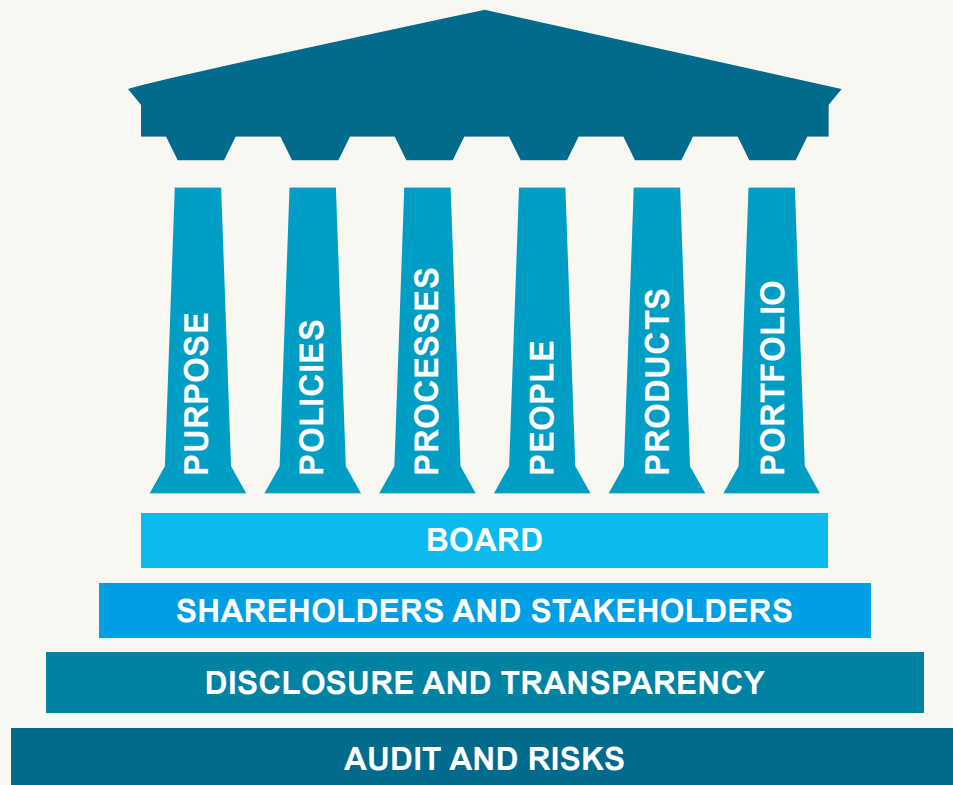 PURPOSE
POLICIES
PROCESSES
PEOPLE
PRODUCTS
PORTFOLIO
BOARD
SHAREHOLDERS AND STAKEHOLDERS
DISCLOSURE AND TRANSPARENCY
AUDIT AND RISKS